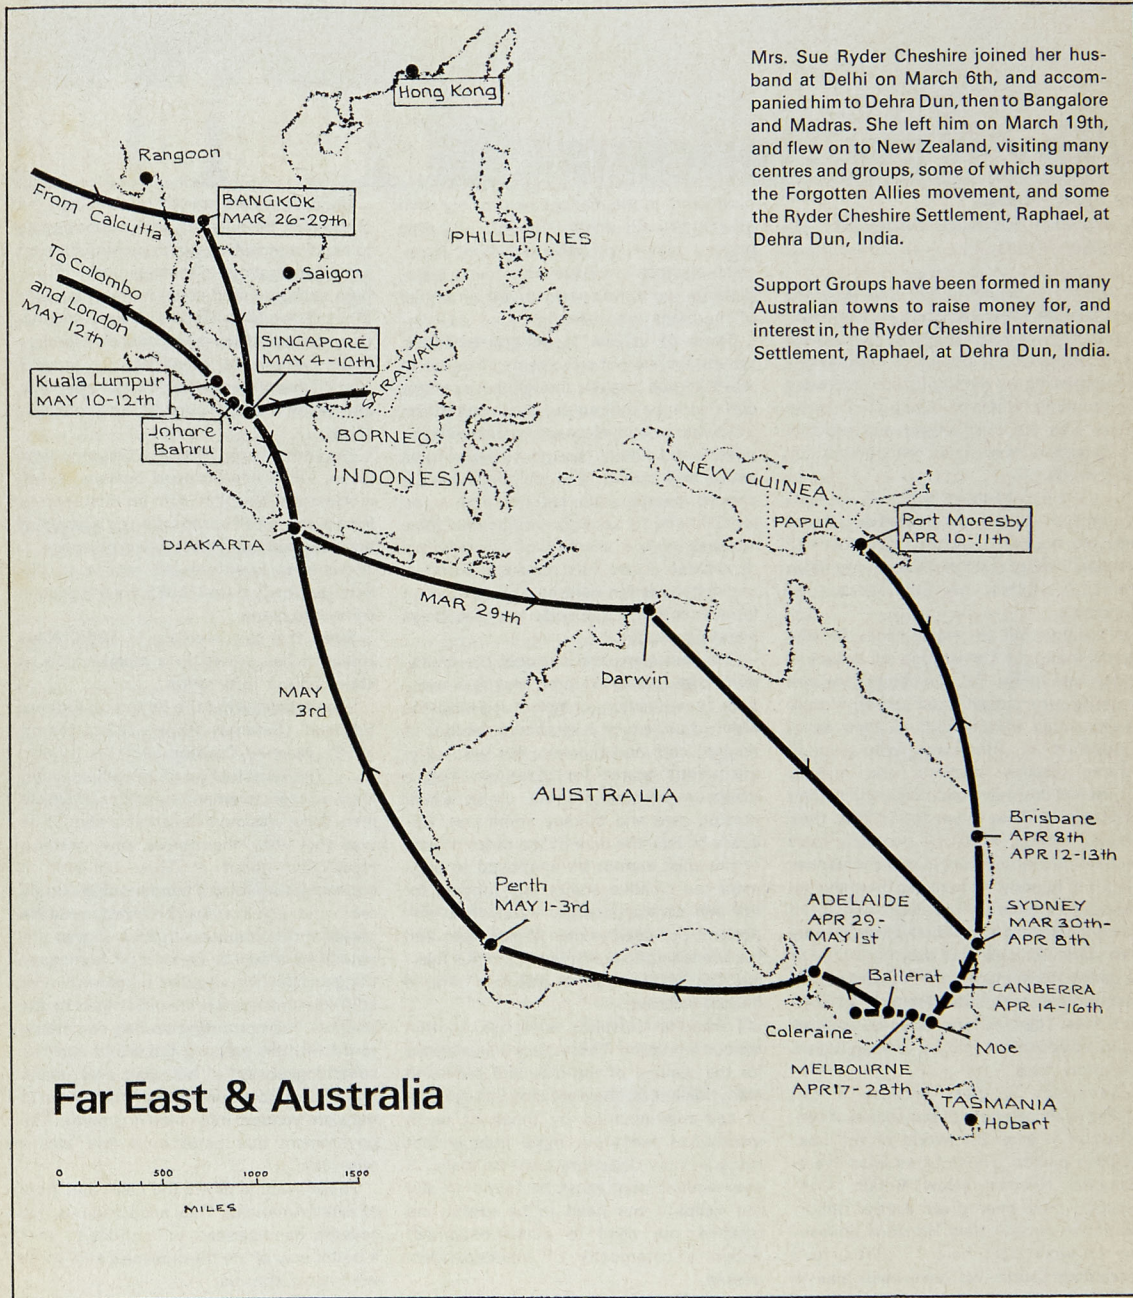 Mrs. Sue Ryder Cheshire joined her hus-
band at Delhi on March 6th, and accom-
panied him to Dehra Dun, then to Bangalore
and Madras. She left him on March 19th,
and flew on to New Zealand, visiting many
centres and groups, some of which support
the Forgotten Allies movement, and some
the Ryder Cheshire Settlement, Raphael, at
Dehra Dun, India.
Support Groups have been formed in many
Australian towns to raise money for, and
interest in, the Ryder Cheshire International
Settlement, Raphael, at Dehra Dun, India.
Hong Kong
Rangoon
From Calcutta
BANGKOK
MAR 26-29th
PHILLIPINES
Saigon
To Colombo
and London
MAY 12th
SINGAPORE
MAY 4-10th
SARAWAK
Kuala Lumpur
MAY 10-12th
Johore
Bahru
BORNEO
INDONESIA
NEW GUINEA
PAPUA
Port Moresby
APR 10-11th
DJAKARTA
MAR 29th
Darwin
MAY
3rd
AUSTRALIA
Brisbane
APR 8th
APR 12-13th
Perth
MAY 1-3rd
ADELAIDE
APR 29-
MAY 1st
SYDNEY
MAR 30th-
APR 8th
Ballerat
CANBERRA
APR 14-16th
Coleraine
Moe
MELBOURNE
APR 17-28th
TASMANIA
Hobart
Far East & Australia
0 500 1000 1500
MILES